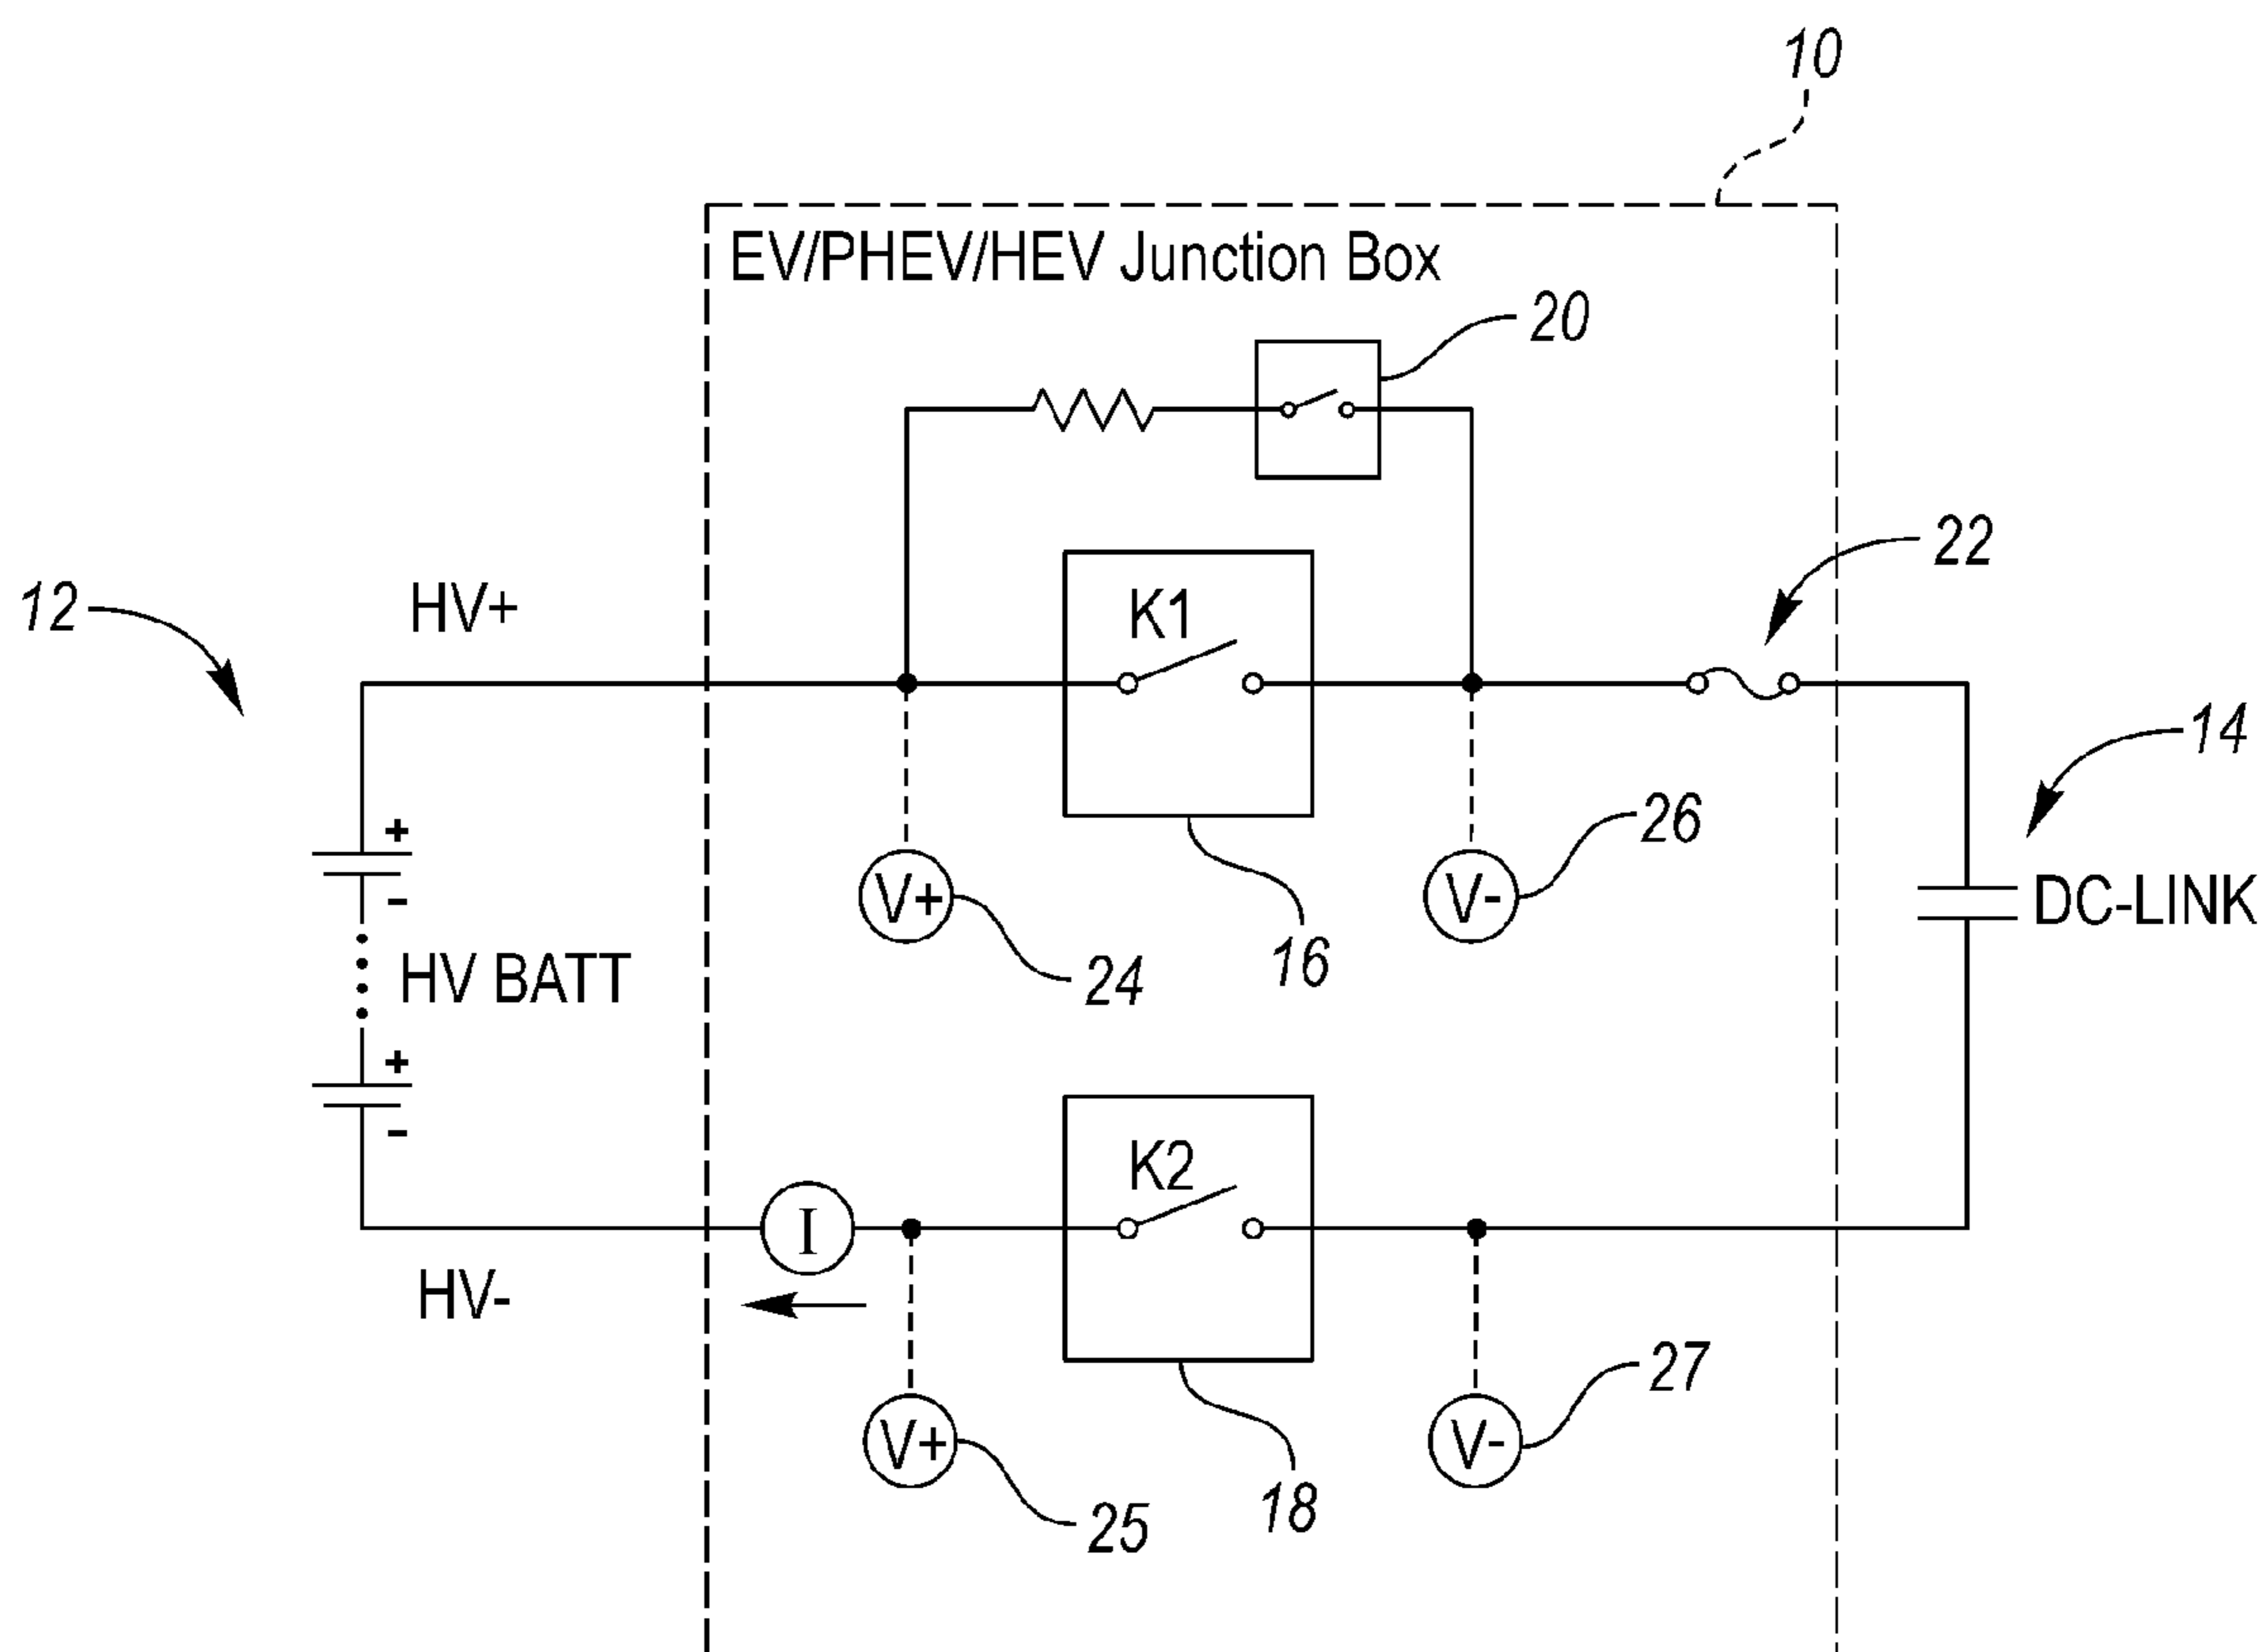 10
EV/PHEV/HEV Junction Box
20
22
12
HV+
K1
14
+
26
V+
V-
DC-LINK
-
24
16
HV BATT
+
-
K2
I
HV-
27
V+
V-
25
18